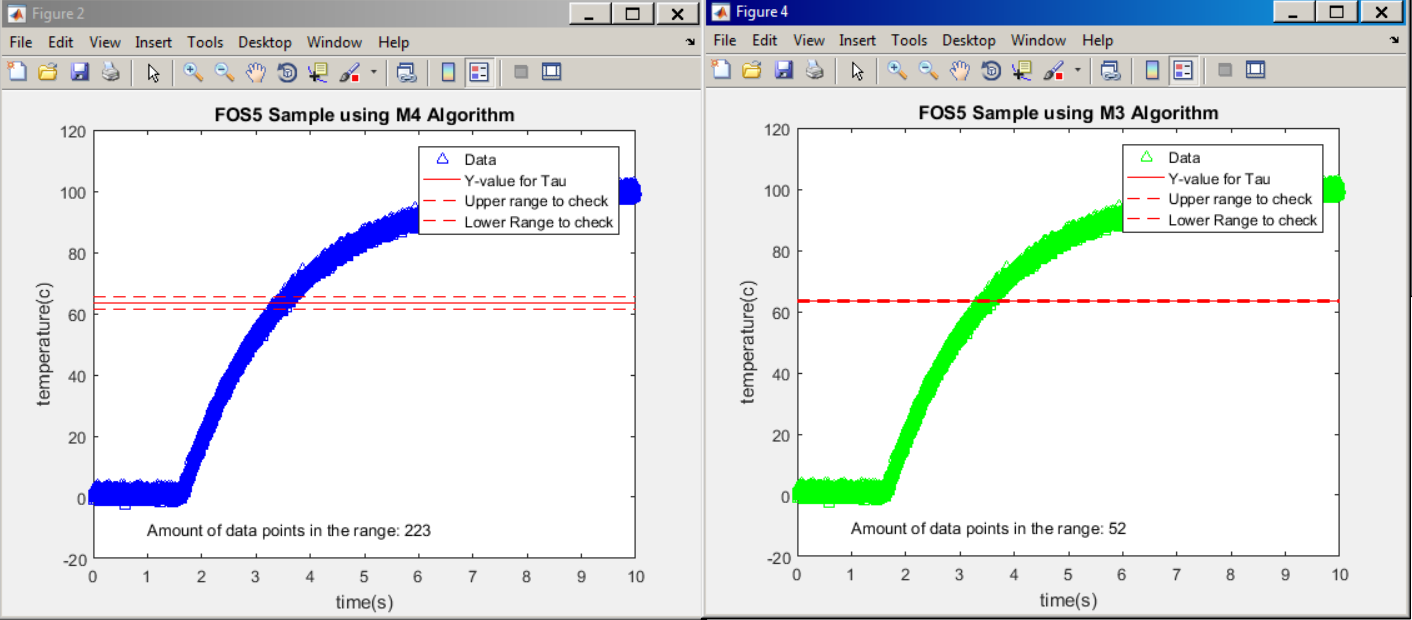 Figure 2
File Edit View Insert Tools Desktop Window Help
FOS5 Sample using M4 Algorithm
120
100
80
60
40
20
0
-20
temperature(c)
Data
Y-value for Tau
Upper range to check
Lower Range to check
Amount of data points in the range: 223
0 1 2 3 4 5 6 7 8 9 10
time(s)
Figure 4
File Edit View Insert Tools Desktop Window Help
FOS5 Sample using M3 Algorithm
120
100
80
60
40
20
0
-20
temperature(c)
Data
Y-value for Tau
Upper range to check
Lower Range to check
Amount of data points in the range: 52
0 1 2 3 4 5 6 7 8 9 10
time(s)